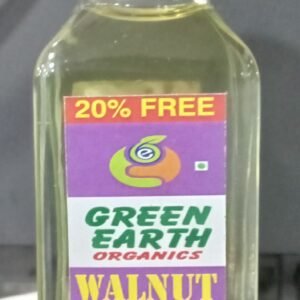 20% FREE
e
GREEN
EARTH
ORGANICS
WALNUT